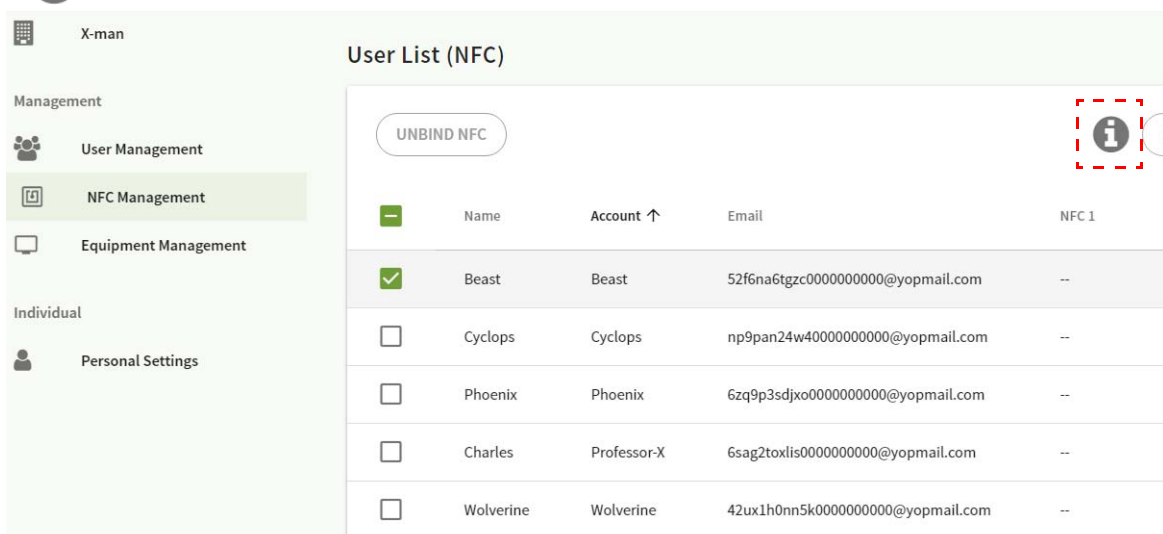 X-man
User List (NFC)
Management
UNBIND NFC
User Management
NFC Management
Name Account ↑ Email NFC 1
Equipment Management
Beast Beast 52f6na6tgzc0000000000@yopmail.com --
Individual
Cyclops Cyclops np9pan24w40000000000@yopmail.com --
Personal Settings
Phoenix Phoenix 6zq9p3sdjxo0000000000@yopmail.com --
Charles Professor-X 6sag2toxlis0000000000@yopmail.com --
Wolverine Wolverine 42ux1h0nn5k0000000000@yopmail.com --